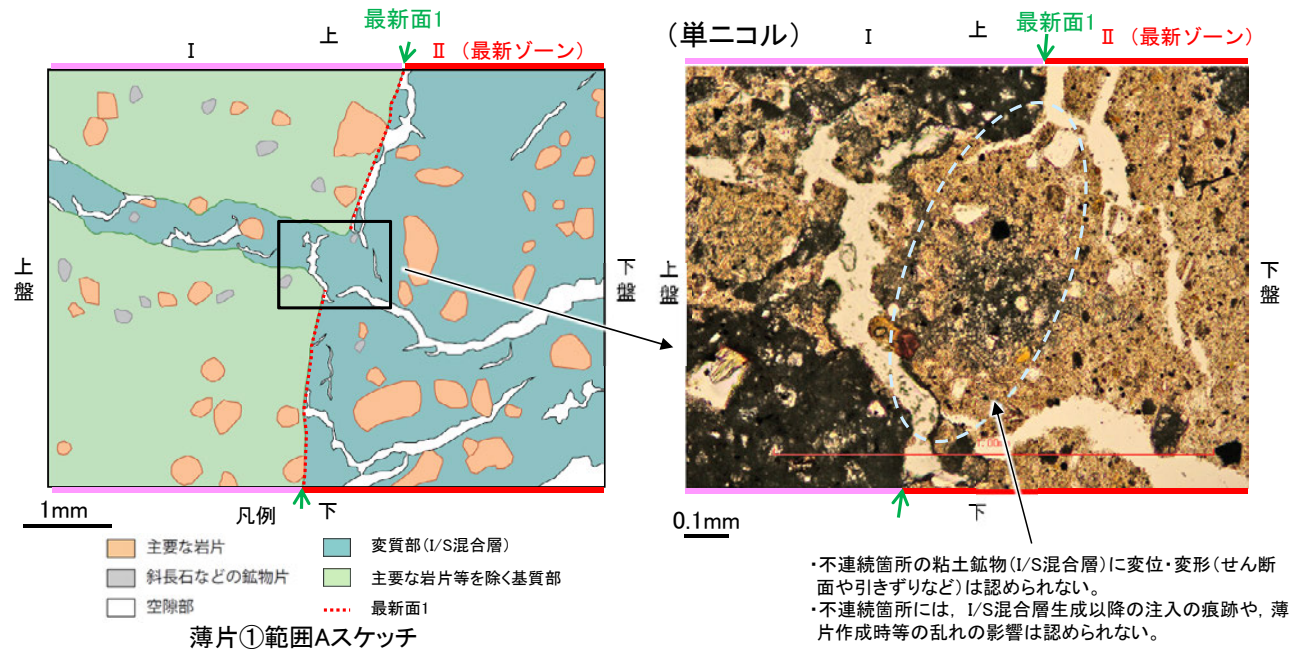 最新面1
Ⅰ
上
Ⅱ （最新ゾーン）
上盤
下盤
1mm
凡例
下
主要な岩片
変質部(I/S混合層)
斜長石などの鉱物片
主要な岩片等を除く基質部
空隙部
最新面1
薄片①範囲Aスケッチ
（単ニコル）
Ⅰ
上
最新面1
Ⅱ （最新ゾーン）
上盤
下盤
0.1mm
下
・不連続箇所の粘土鉱物(I/S混合層)に変位・変形(せん断
面や引きずりなど)は認められない。
・不連続箇所には，I/S混合層生成以降の注入の痕跡や，薄
片作成時等の乱れの影響は認められない。